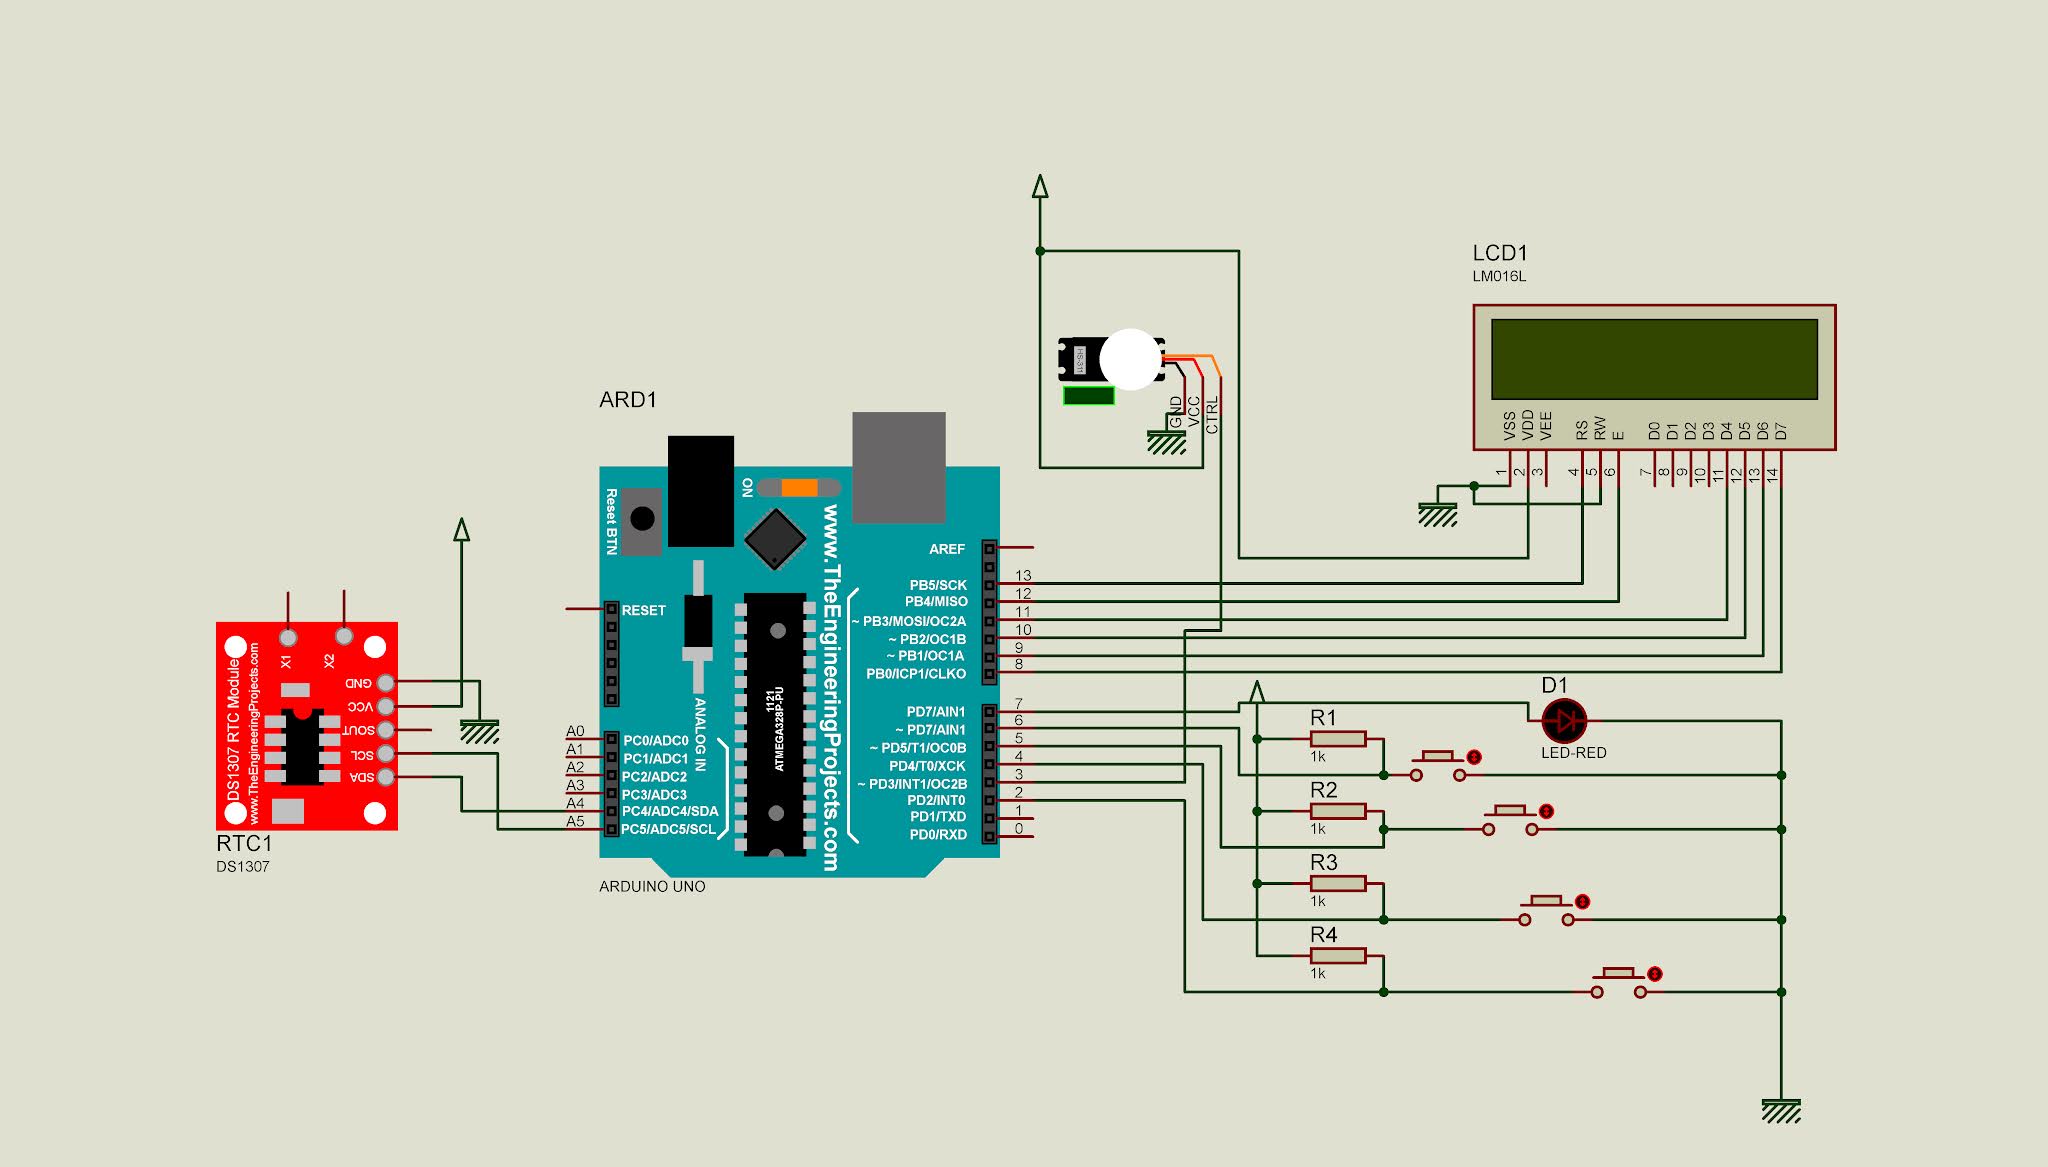 LCD1
LM016L
VSS
VDD
VEE
RS
RW
E
D0
D1
D2
D3
D4
D5
D6
D7
1
2
3
4
5
6
7
8
9
10
11
12
13
14
HS-311
GND
VCC
CTRL
ARD1
Reset BTN
ON
www.TheEngineeringProjects.com
AREF
PB5/SCK 13
PB4/MISO 12
~ PB3/MOSI/OC2A 11
~ PB2/OC1B 10
~ PB1/OC1A 9
PB0/ICP1/CLKO 8
PD7/AIN1 7
~ PD7/AIN1 6
~ PD5/T1/OC0B 5
PD4/T0/XCK 4
~ PD3/INT1/OC2B 3
PD2/INT0 2
PD1/TXD 1
PD0/RXD 0
RESET
ANALOG IN
1121
ATMEGA328P-PU
A0 PC0/ADC0
A1 PC1/ADC1
A2 PC2/ADC2
A3 PC3/ADC3
A4 PC4/ADC4/SDA
A5 PC5/ADC5/SCL
ARDUINO UNO
X1
X2
DS1307 RTC Module
www.TheEngineeringProjects.com
GND
VCC
SOUT
SCL
SDA
RTC1
DS1307
D1
LED-RED
R1
1k
R2
1k
R3
1k
R4
1k